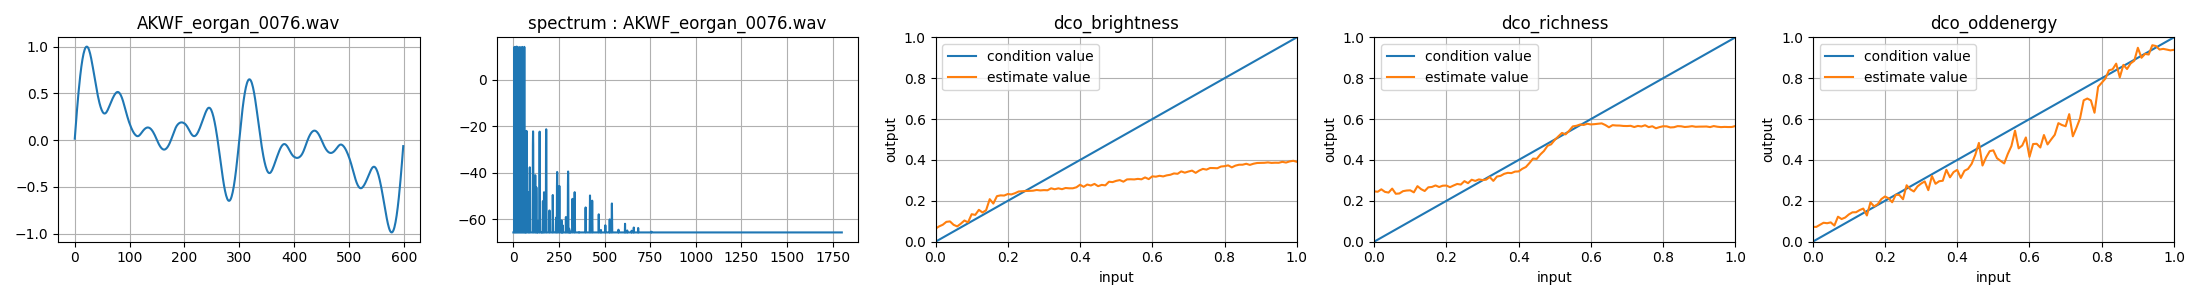 AKWF_eorgan_0076.wav
1.0
0.5
0.0
−0.5
−1.0
0 100 200 300 400 500 600
spectrum : AKWF_eorgan_0076.wav
0
−20
−40
−60
0 250 500 750 1000 1250 1500 1750
dco_brightness
condition value
estimate value
output
1.0
0.8
0.6
0.4
0.2
0.0
0.0 0.2 0.4 0.6 0.8 1.0
input
dco_richness
condition value
estimate value
output
1.0
0.8
0.6
0.4
0.2
0.0
0.0 0.2 0.4 0.6 0.8 1.0
input
dco_oddenergy
condition value
estimate value
output
1.0
0.8
0.6
0.4
0.2
0.0
0.0 0.2 0.4 0.6 0.8 1.0
input